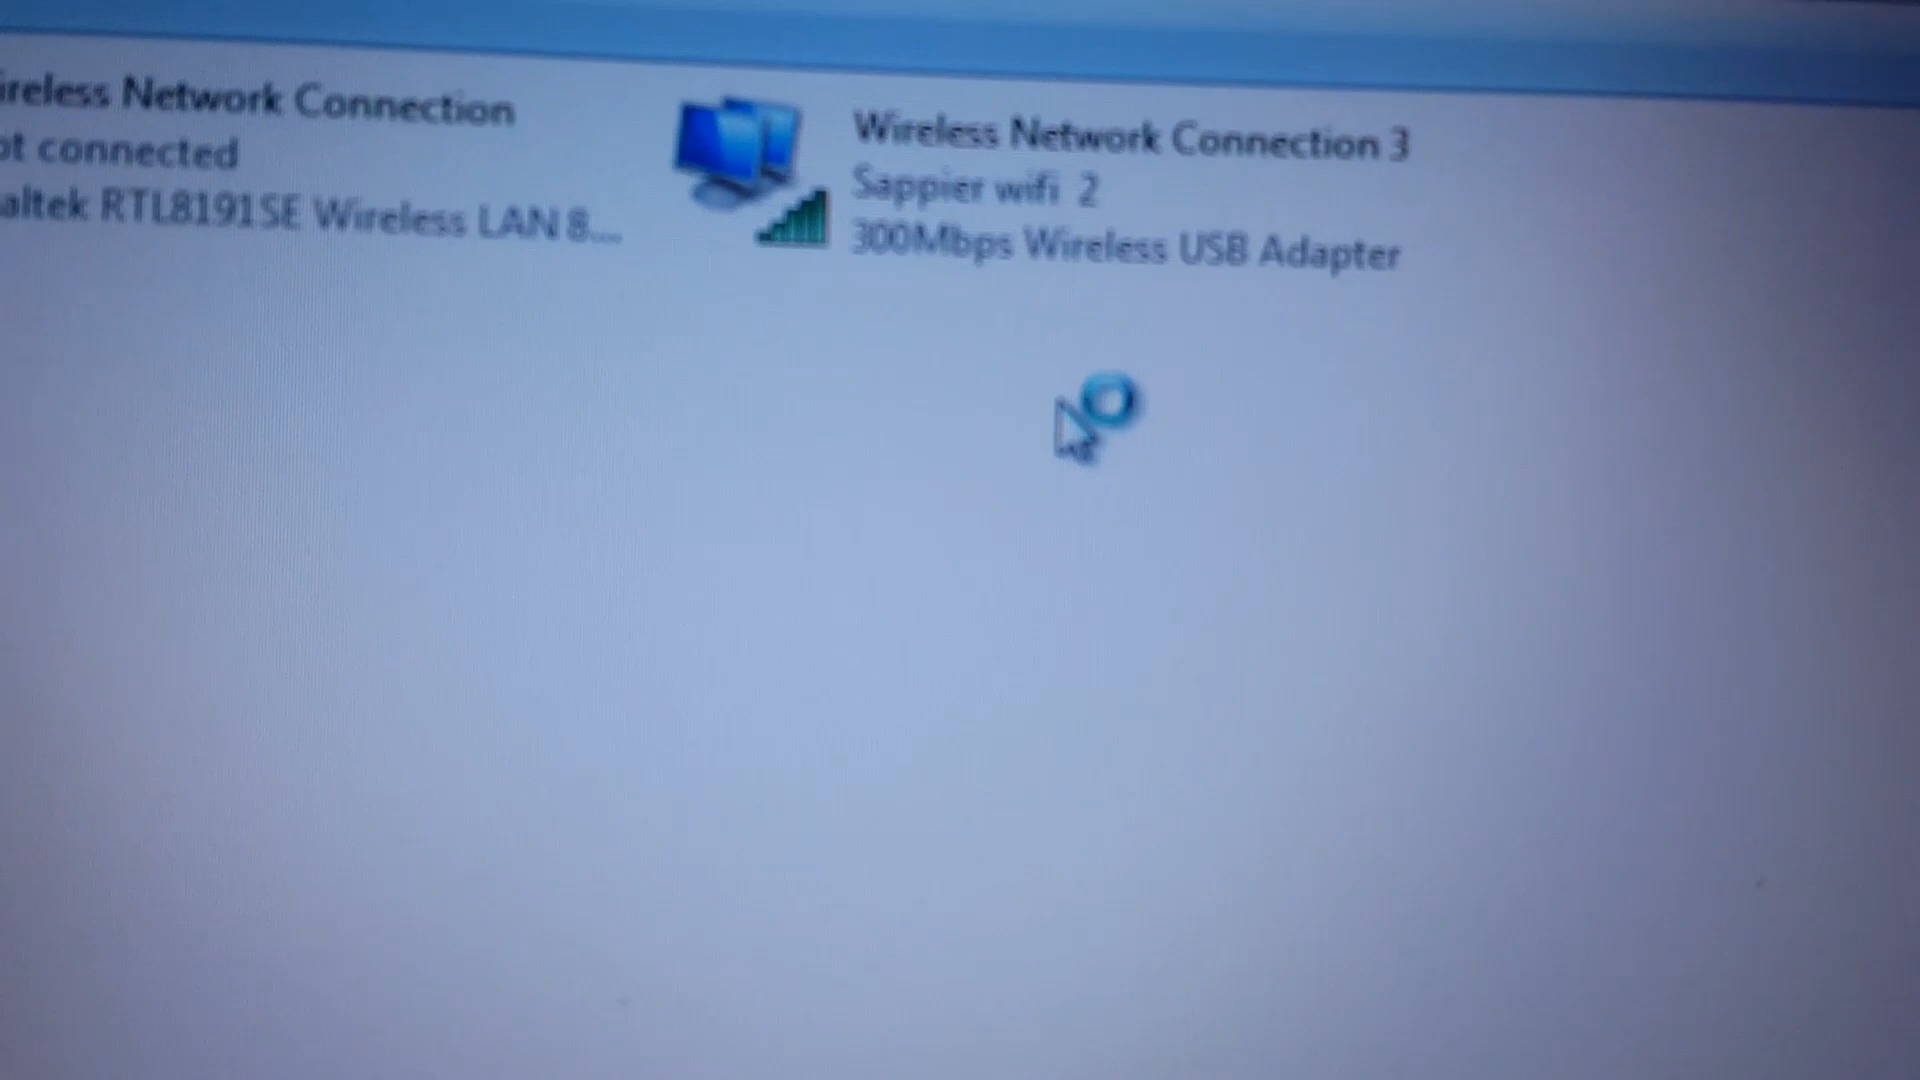 ireless Network Connection
ot connected
altek RTL8191SE Wireless LAN 8...
Wireless Network Connection 3
Sappier wifi 2
300Mbps Wireless USB Adapter